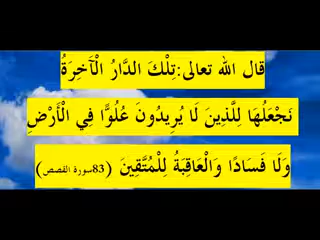 قال الله تعالى:تِلْكَ الدَّارُ الْآخِرَةُ
نَجْعَلُهَا لِلَّذِينَ لَا يُرِيدُونَ عُلُوًّا فِي الْأَرْضِ
وَلَا فَسَادًا وَالْعَاقِبَةُ لِلْمُتَّقِينَ (83سورة القصص)